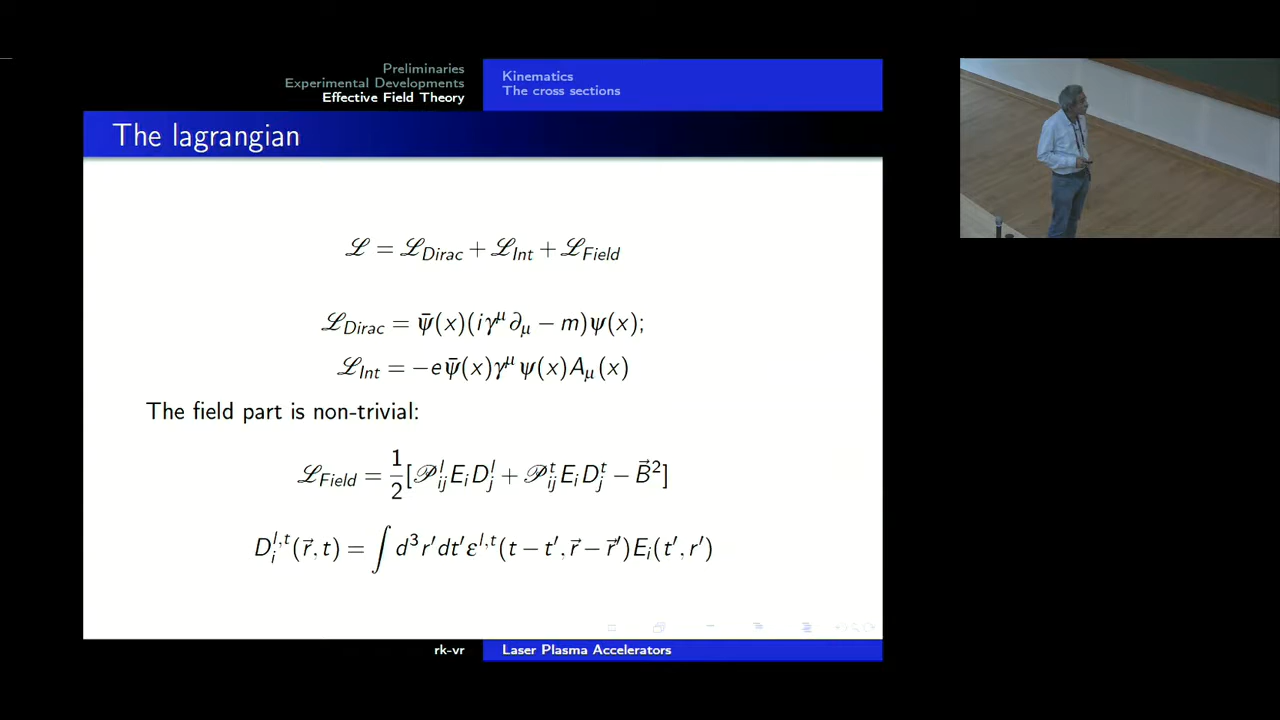 Preliminaries
Experimental Developments
Effective Field Theory
Kinematics
The cross sections
The lagrangian
ℒ = ℒ_Dirac + ℒ_Int + ℒ_Field
ℒ_Dirac = ψ̄(x)(iγ^μ ∂_μ − m)ψ(x);
ℒ_Int = −eψ̄(x)γ^μ ψ(x)A_μ(x)
The field part is non-trivial:
ℒ_Field = 1/2 [𝒫^l_ij E_i D^l_j + 𝒫^t_ij E_i D^t_j − B⃗²]
D_i^{l,t}(r⃗, t) = ∫ d³r′dt′ε^{l,t}(t − t′, r⃗ − r⃗′)E_i(t′, r′)
rk-vr
Laser Plasma Accelerators